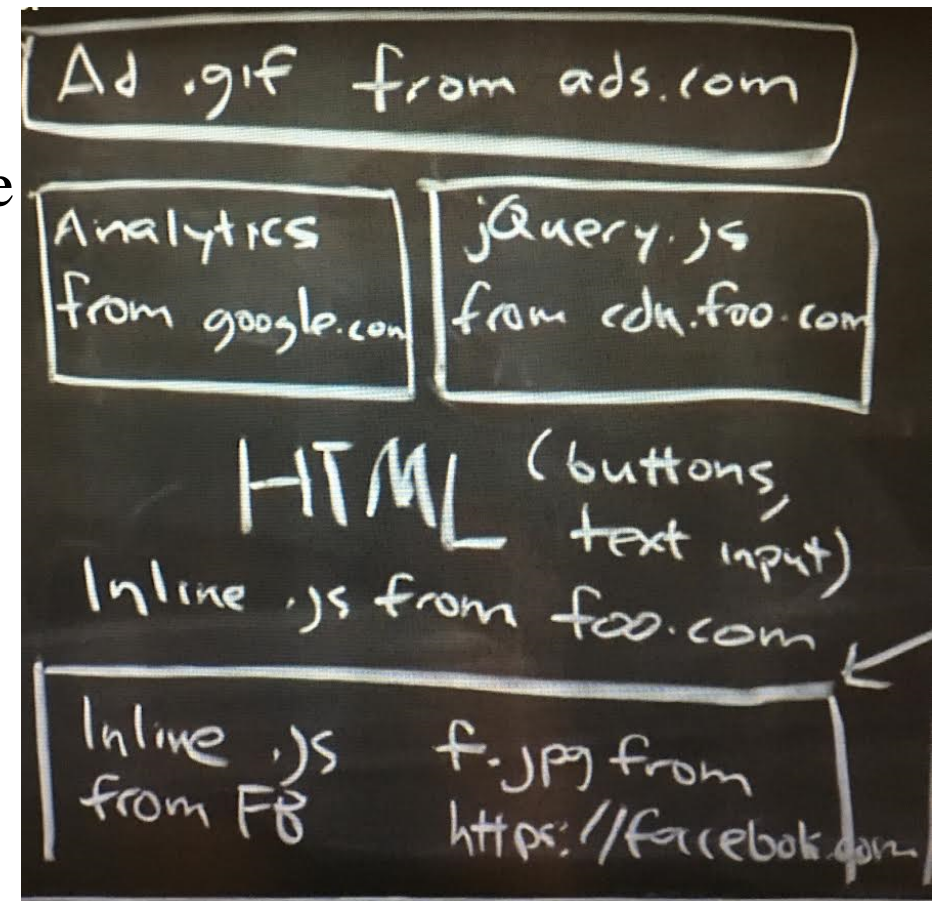 Ad .gif from ads.com
e
Analytics
from google.com
jQuery.js
from cdn.foo.com
HTML (buttons,
text input)
Inline .js from foo.com
Inline .js
from FB
f.jpg from
https://facebook.com